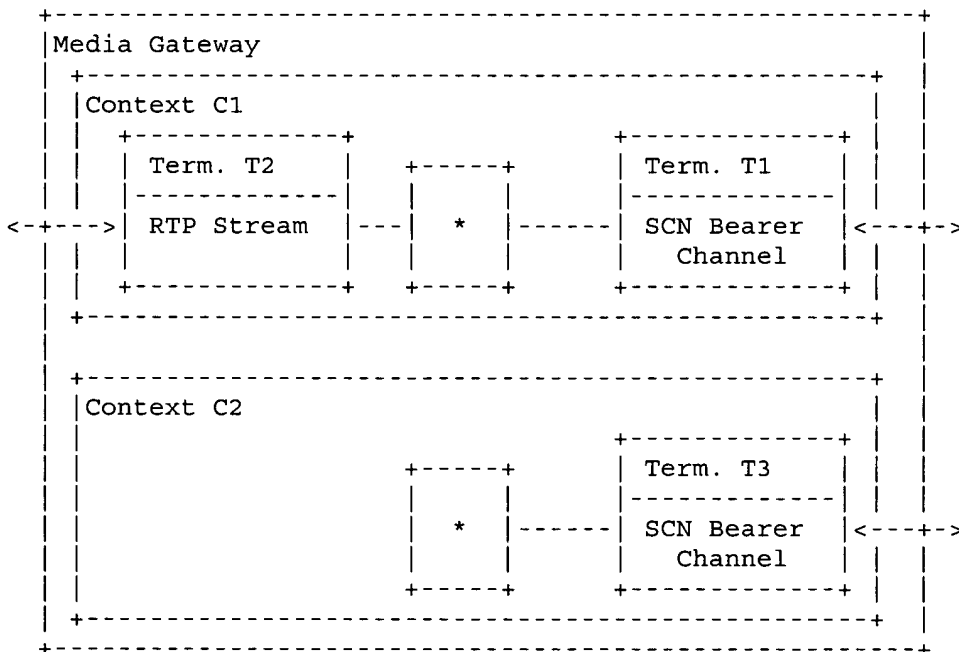 Media Gateway
Context C1
Term. T2
RTP Stream
*
Term. T1
SCN Bearer
Channel
Context C2
*
Term. T3
SCN Bearer
Channel